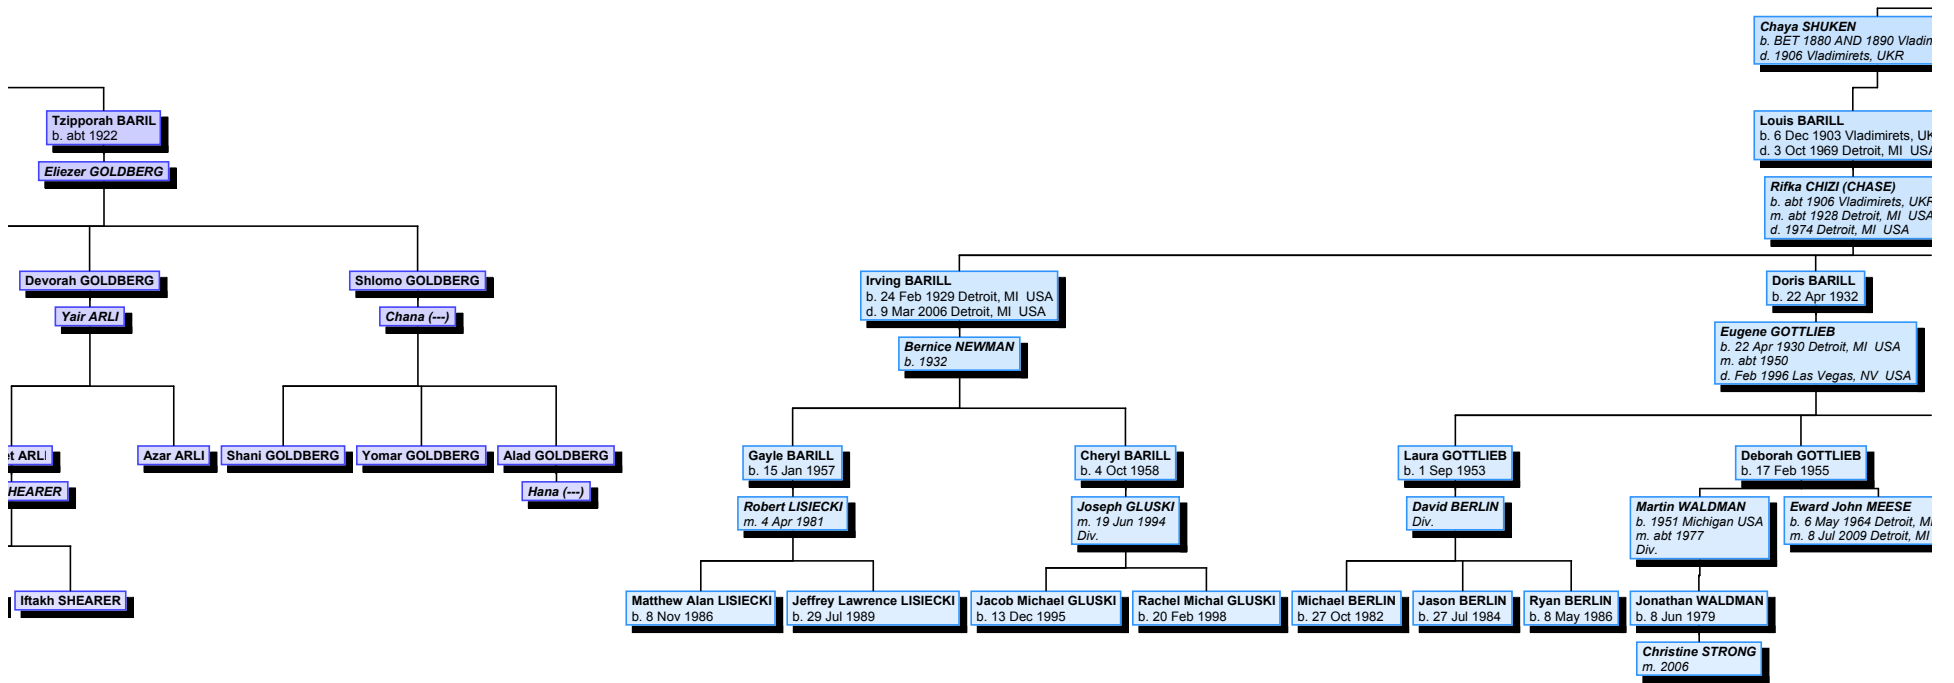 Chaya SHUKEN
b. BET 1880 AND 1890
d. 1906 Vladimirets, UKR
Tzipporah BARIL
b. abt 1922
Eliezer GOLDBERG
Louis BARILL
b. 6 Dec 1903 Vladimirets,
d. 3 Oct 1969 Detroit, MI USA
Rifka CHIZI (CHASE)
b. abt 1906 Vladimirets, UKR
m. abt 1928 Detroit, MI USA
d. 1974 Detroit, MI USA
Devorah GOLDBERG
Yair ARLI
Shlomo GOLDBERG
Chana (---)
Irving BARILL
b. 24 Feb 1929 Detroit, MI USA
d. 9 Mar 2006 Detroit, MI USA
Bernice NEWMAN
b. 1932
Doris BARILL
b. 22 Apr 1932
Eugene GOTTLIEB
b. 22 Apr 1930 Detroit, MI USA
m. abt 1950
d. Feb 1996 Las Vegas, NV USA
ARLI
HEARER
Azar ARLI
Shani GOLDBERG
Yomar GOLDBERG
Alad GOLDBERG
Hana (---)
Gayle BARILL
b. 15 Jan 1957
Robert LISIECKI
m. 4 Apr 1981
Cheryl BARILL
b. 4 Oct 1958
Joseph GLUSKI
m. 19 Jun 1994
Div.
Laura GOTTLIEB
b. 1 Sep 1953
David BERLIN
Div.
Deborah GOTTLIEB
b. 17 Feb 1955
Martin WALDMAN
b. 1951 Michigan USA
m. abt 1977
Div.
Eward John MEESE
b. 6 May 1964 Detroit, MI
m. 8 Jul 2009 Detroit, MI
Iftakh SHEARER
Matthew Alan LISIECKI
b. 8 Nov 1986
Jeffrey Lawrence LISIECKI
b. 29 Jul 1989
Jacob Michael GLUSKI
b. 13 Dec 1995
Rachel Michal GLUSKI
b. 20 Feb 1998
Michael BERLIN
b. 27 Oct 1982
Jason BERLIN
b. 27 Jul 1984
Ryan BERLIN
b. 8 May 1986
Jonathan WALDMAN
b. 8 Jun 1979
Christine STRONG
m. 2006